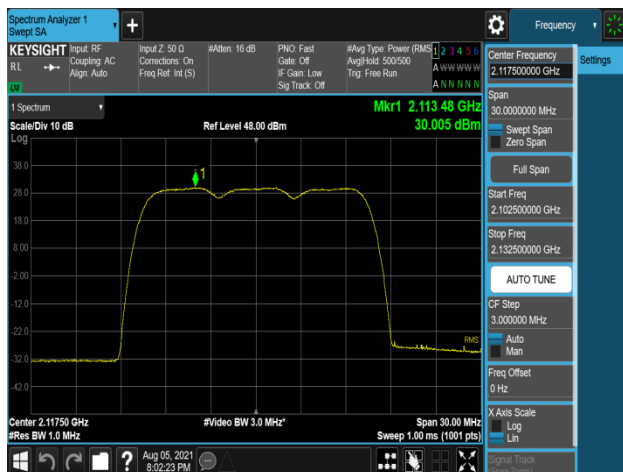 Spectrum Analyzer 1
Swept SA
Frequency
KEYSIGHT
RL
Input: RF
Coupling: AC
Align: Auto
Input Z: 50 Ω
Corrections: On
Freq Ref: Int (S)
#Atten: 16 dB
PNO: Fast
Gate: Off
IF Gain: Low
Sig Track: Off
#Avg Type: Power (RMS)
Avg|Hold: 500/500
Trig: Free Run
1 2 3 4 5 6
A W W W W W
A N N N N N
1 Spectrum
Scale/Div 10 dB
Log
Ref Level 48.00 dBm
Mkr1 2.113 48 GHz
30.005 dBm
1
38.0
28.0
18.0
8.00
-2.00
-12.0
-22.0
-32.0
-42.0
RMS
Center 2.11750 GHz
#Res BW 1.0 MHz
#Video BW 3.0 MHz*
Span 30.00 MHz
Sweep 1.00 ms (1001 pts)
Aug 05, 2021
8:02:23 PM
Settings
Center Frequency
2.117500000 GHz
Span
30.0000000 MHz
Swept Span
Zero Span
Full Span
Start Freq
2.102500000 GHz
Stop Freq
2.132500000 GHz
AUTO TUNE
CF Step
3.000000 MHz
Auto
Man
Freq Offset
0 Hz
X Axis Scale
Log
Lin
Signal Track